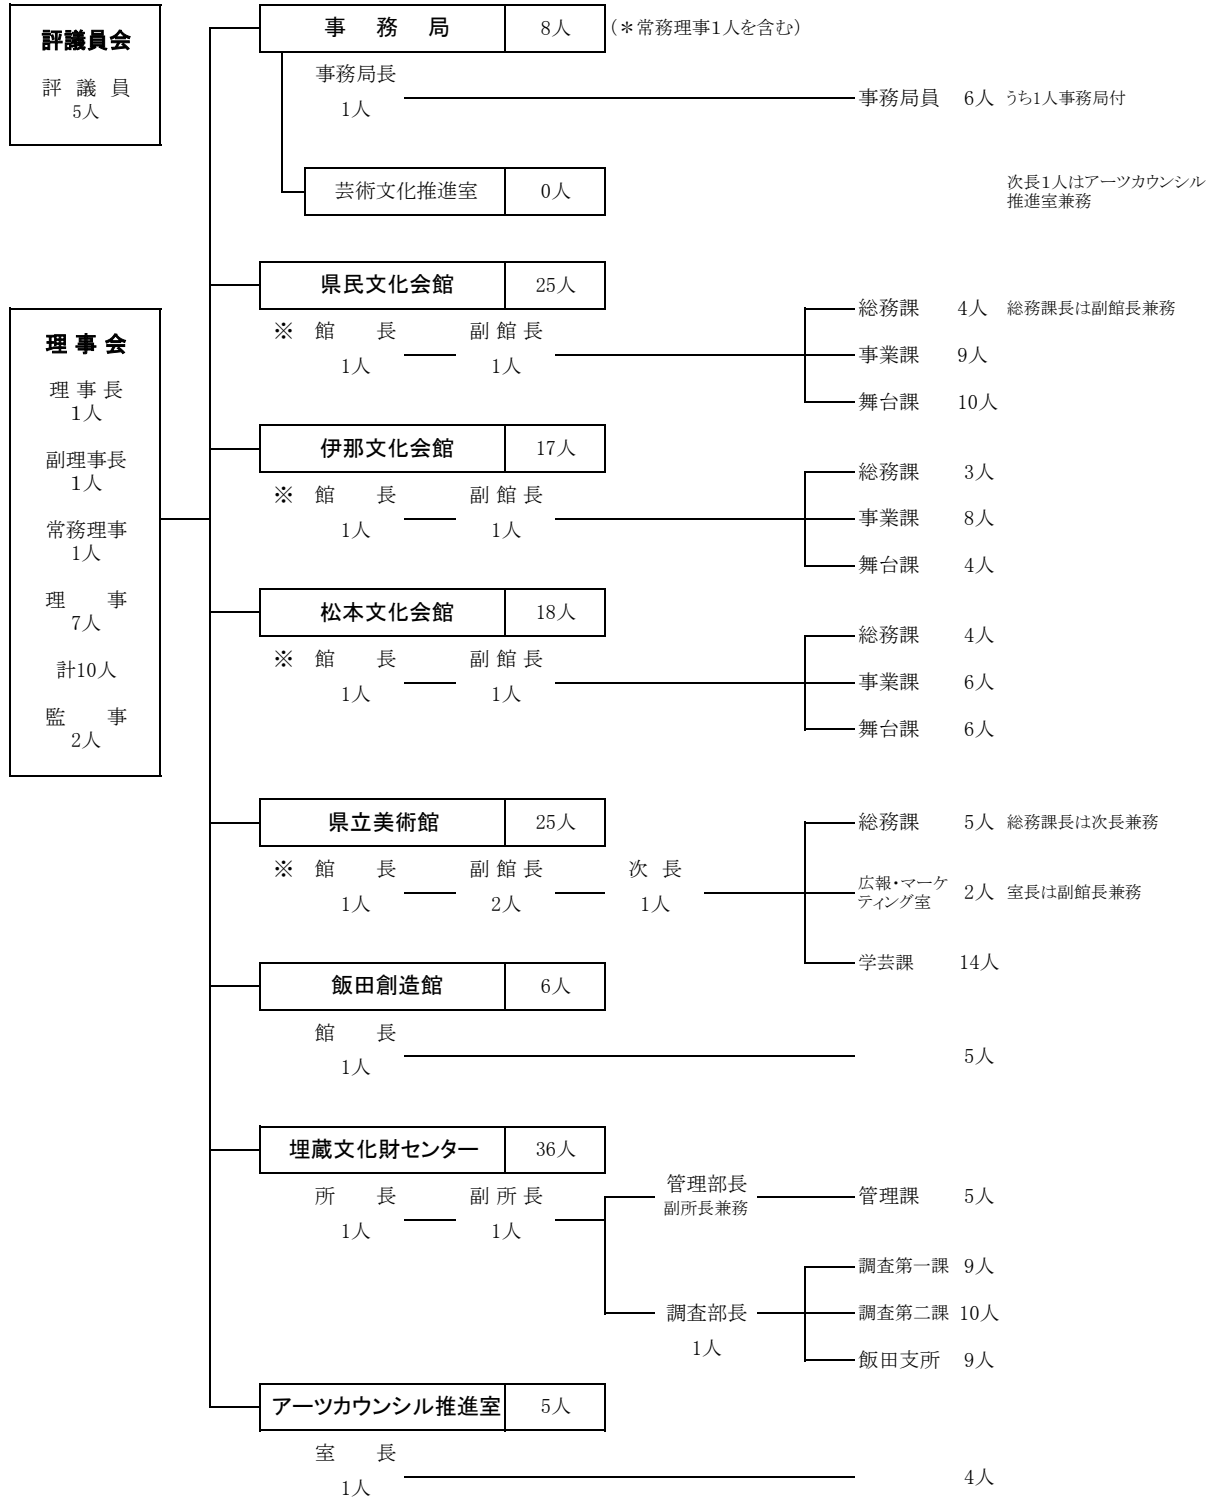 評議員会
評議員
5人
理事会
理事長
1人
副理事長
1人
常務理事
1人
理　事
7人
計10人
監　事
2人
事　務　局　8人　(＊常務理事1人を含む)
事務局長
1人
事務局員　6人　うち1人事務局付
芸術文化推進室　0人
次長1人はアーツカウンシル
推進室兼務
県民文化会館　25人
※　館　長　副館長
1人　1人
総務課　4人　総務課長は副館長兼務
事業課　9人
舞台課　10人
伊那文化会館　17人
※　館　長　副館長
1人　1人
総務課　3人
事業課　8人
舞台課　4人
松本文化会館　18人
※　館　長　副館長
1人　1人
総務課　4人
事業課　6人
舞台課　6人
県立美術館　25人
※　館　長　副館長　次　長
1人　2人　1人
総務課　5人　総務課長は次長兼務
広報・マーケ
ティング室　2人　室長は副館長兼務
学芸課　14人
飯田創造館　6人
館　長
1人
5人
埋蔵文化財センター　36人
所　長　副所長
1人　1人
管理部長
副所長兼務
管理課　5人
調査部長
1人
調査第一課　9人
調査第二課　10人
飯田支所　9人
アーツカウンシル推進室　5人
室　長
1人
4人